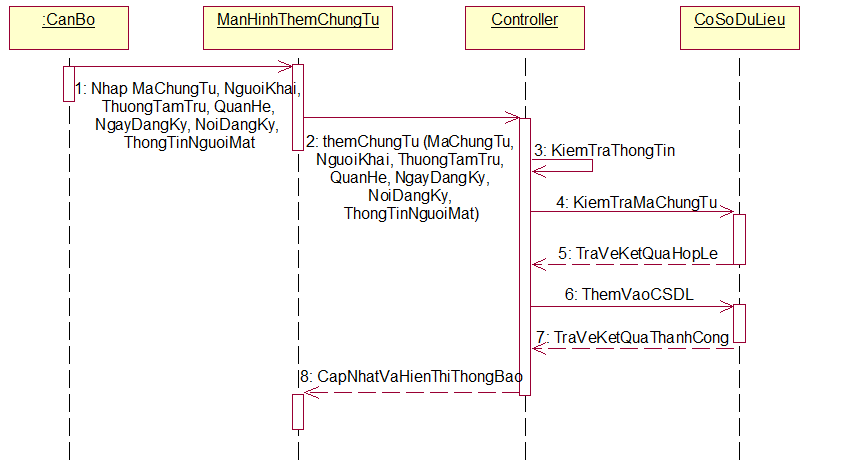 :CanBo
ManHinhThemChungTu
Controller
CoSoDuLieu
1: Nhap MaChungTu, NguoiKhai,
ThuongTamTru, QuanHe,
NgayDangKy, NoiDangKy,
ThongTinNguoiMat
2: themChungTu (MaChungTu,
NguoiKhai, ThuongTamTru,
QuanHe, NgayDangKy,
NoiDangKy,
ThongTinNguoiMat)
3: KiemTraThongTin
4: KiemTraMaChungTu
5: TraVeKetQuaHopLe
6: ThemVaoCSDL
7: TraVeKetQuaThanhCong
8: CapNhatVaHienThiThongBao